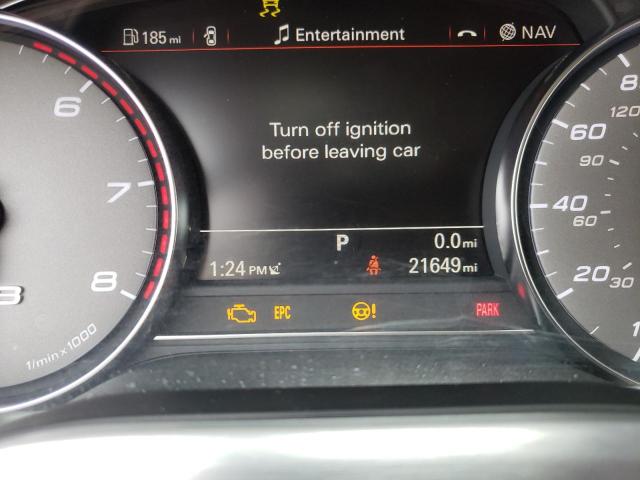 185 mi Entertainment NAV
Turn off ignition
before leaving car
P 0.0 mi
1:24 PM 21649 mi
EPC PARK
6
7
8
1/min x 1000
80
120
60
90
40
60
20
30